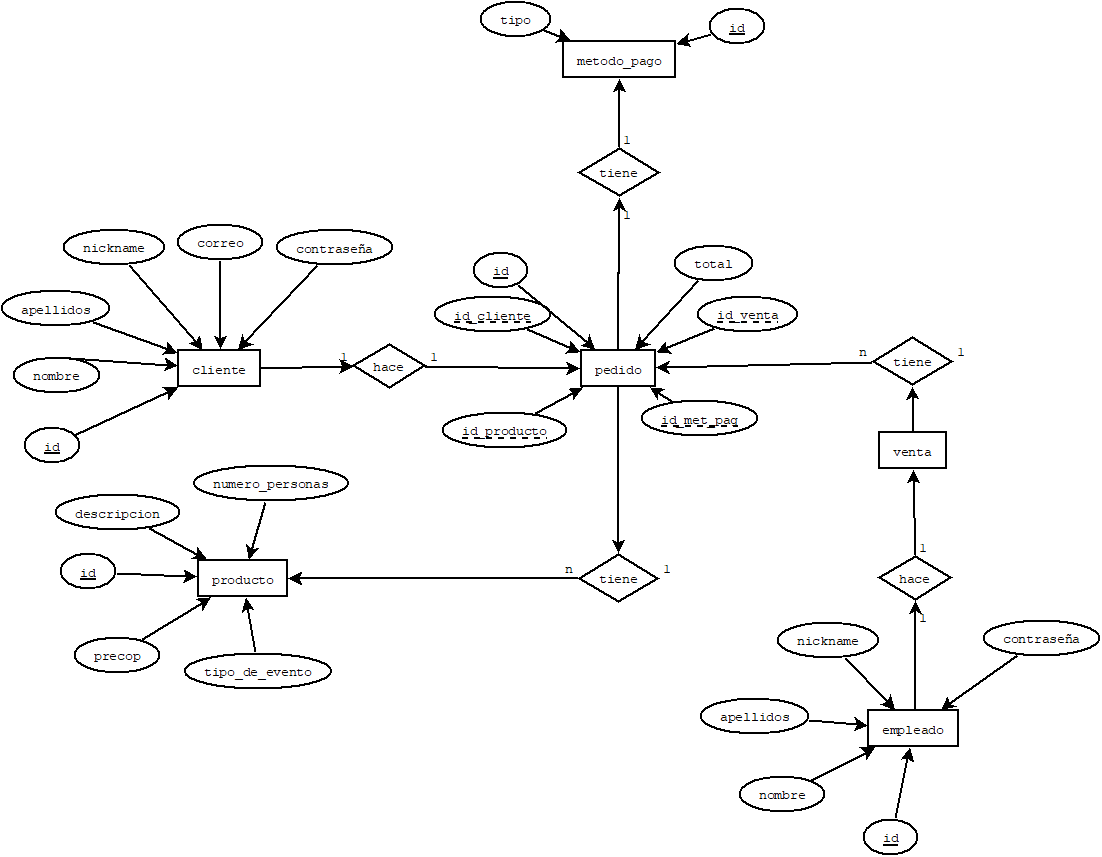 tipo
id
metodo_pago
1
tiene
1
nickname
correo
contraseña
apellidos
nombre
id
cliente
1
hace
1
id
total
id_cliente
id_venta
pedido
id_producto
id_met_pag
n
tiene
1
venta
numero_personas
descripcion
id
producto
precop
tipo_de_evento
n
tiene
1
1
hace
1
nickname
contraseña
apellidos
empleado
nombre
id